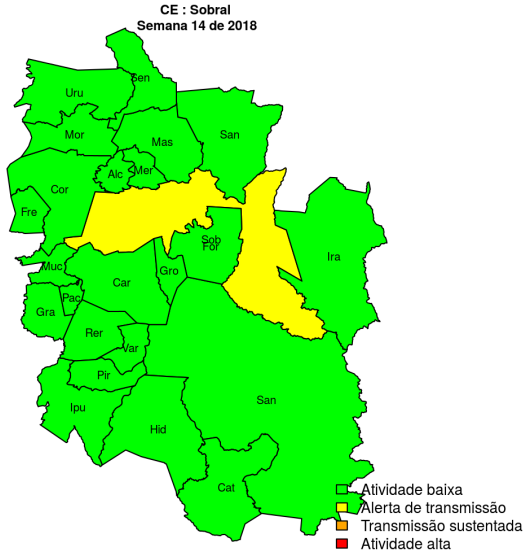 CE : Sobral
Semana 14 de 2018
Sen
Uru
Mor
Mas
San
Alc
Mer
Cor
Fre
Sob
For
Ira
Muc
Gro
Car
Pac
Gra
Rer
Var
Pir
San
Ipu
Hid
Cat
Atividade baixa
Alerta de transmissão
Transmissão sustentada
Atividade alta